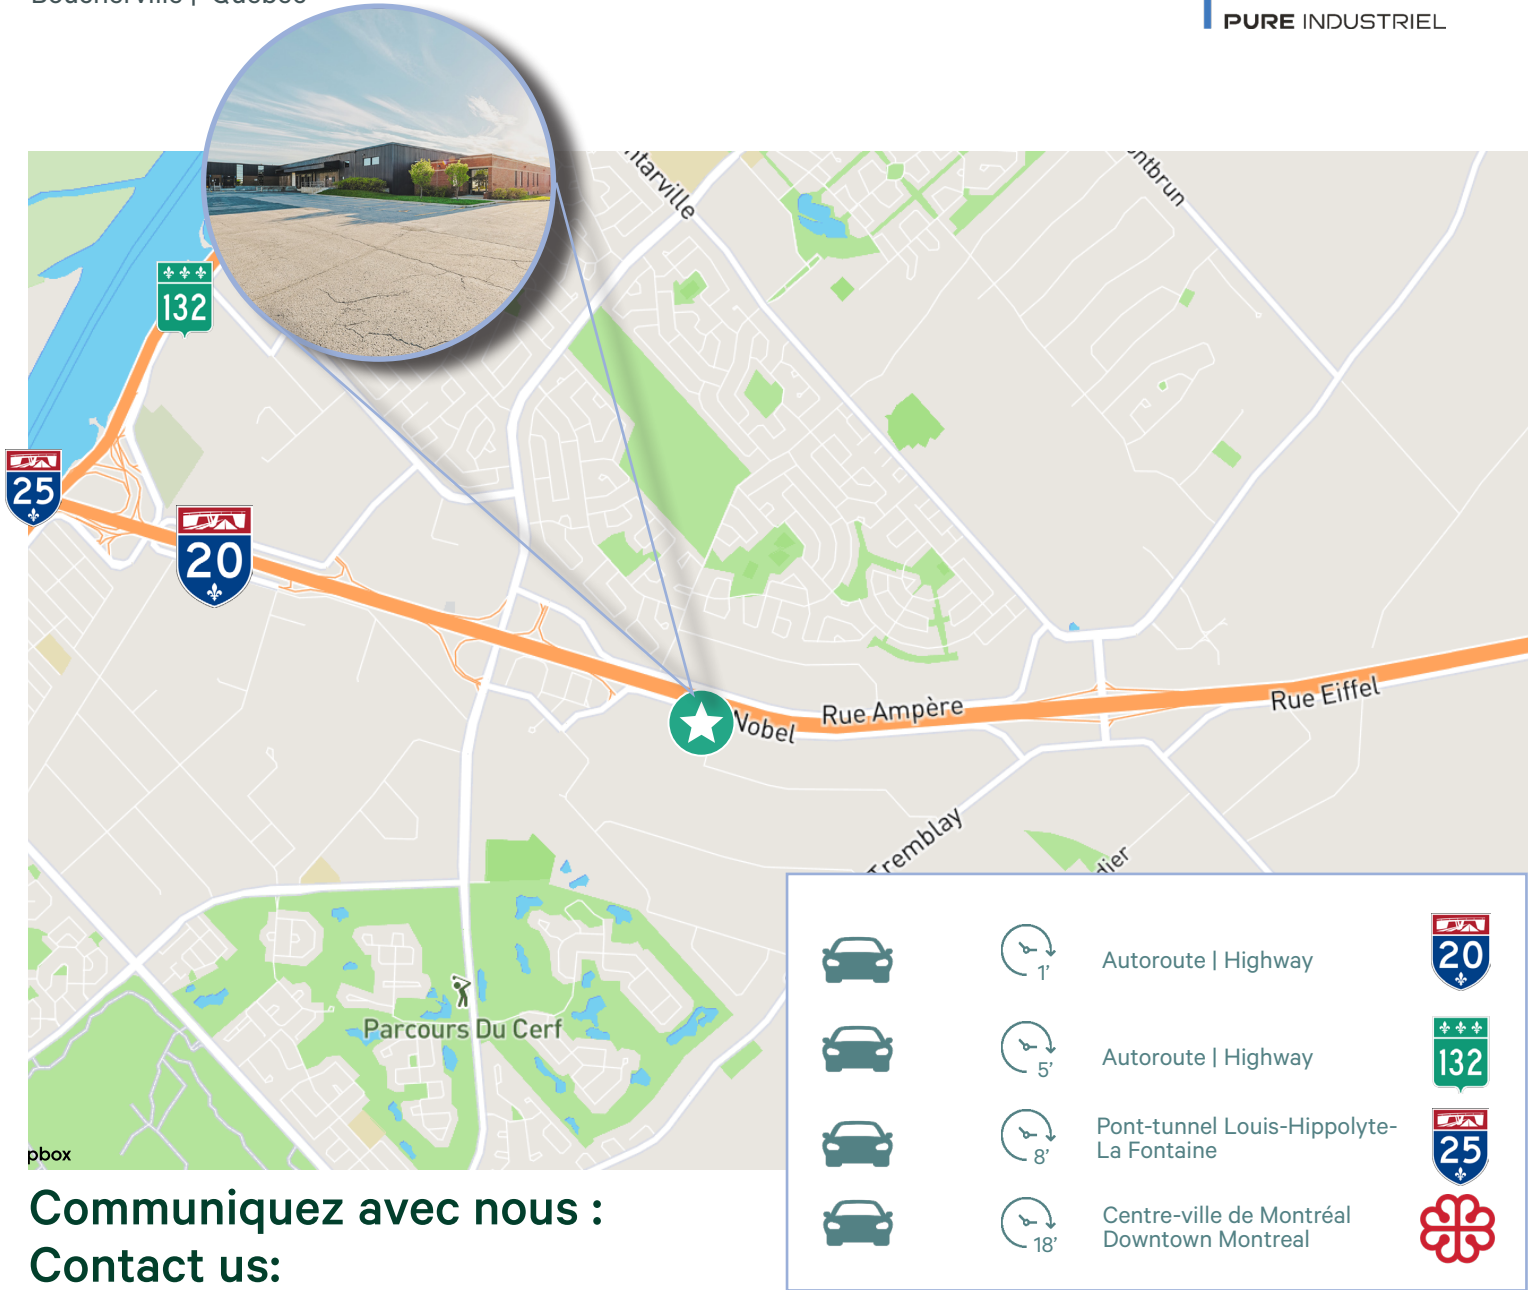 PURE INDUSTRIEL
132
25
20
Nobel
Rue Ampère
Rue Eiffel
Tremblay
Parcours Du Cerf
1' Autoroute | Highway 20
5' Autoroute | Highway 132
8' Pont-tunnel Louis-Hippolyte-
La Fontaine 25
18' Centre-ville de Montréal
Downtown Montreal
pbox
Communiquez avec nous :
Contact us: